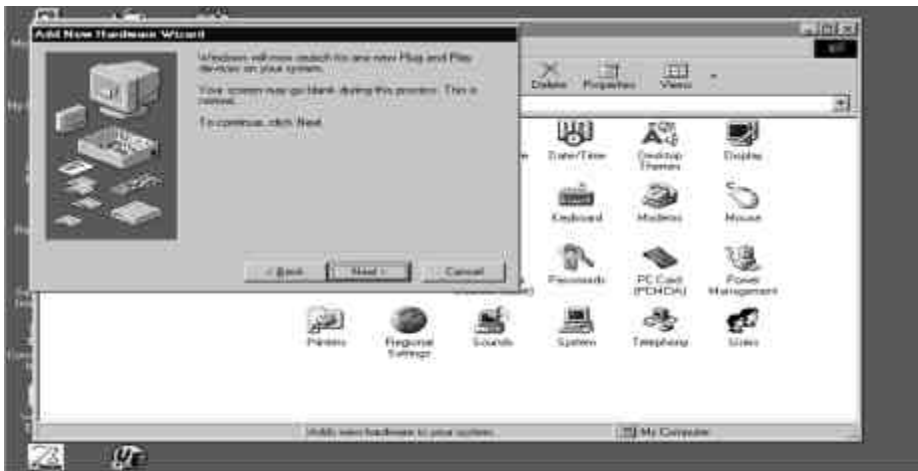 Add New Hardware Wizard
Windows will now search for any new Plug and Play
devices on your system.
Your screen may go blank during this process. This is
normal.
To continue, click Next.
< Back
Next >
Cancel
Delete
Properties
Views
Date/Time
Desktop
Themes
Display
Keyboard
Modems
Mouse
Passwords
PC Card
(PCMCIA)
Power
Management
Printers
Regional
Settings
Sounds
System
Telephony
Users
Adds new hardware to your system.
My Computer